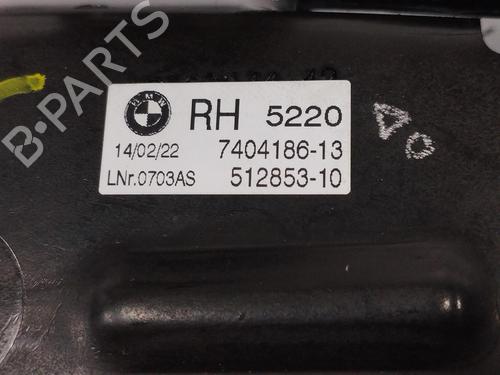 BMW
RH 5220
14/02/22 7404186-13
LNr.0703AS 512853-10
B-PARTS